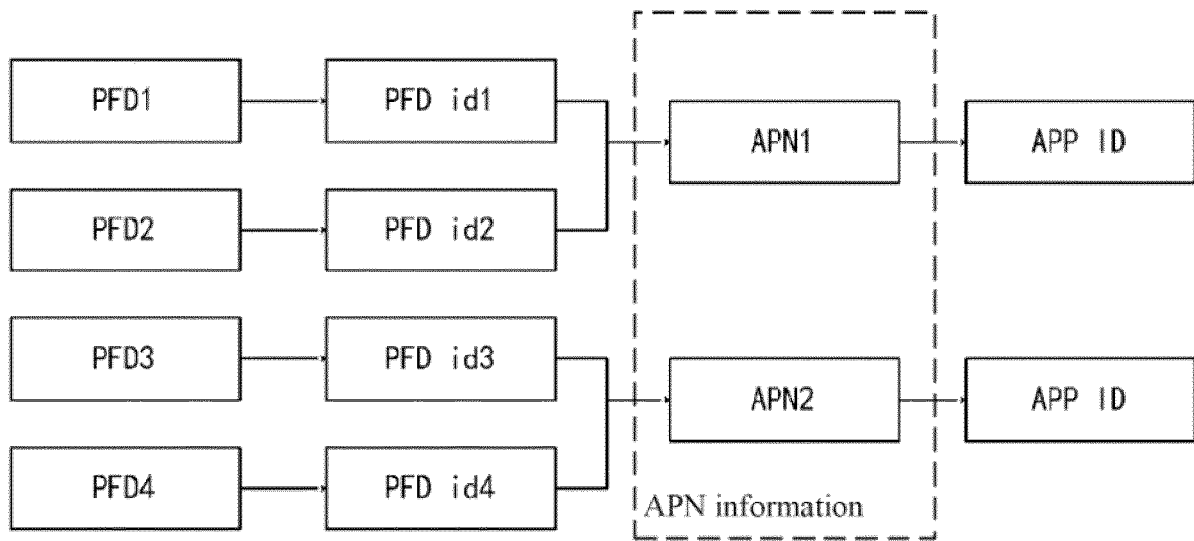 PFD1
PFD id1
APN1
APP ID
PFD2
PFD id2
PFD3
PFD id3
APN2
APP ID
PFD4
PFD id4
APN information